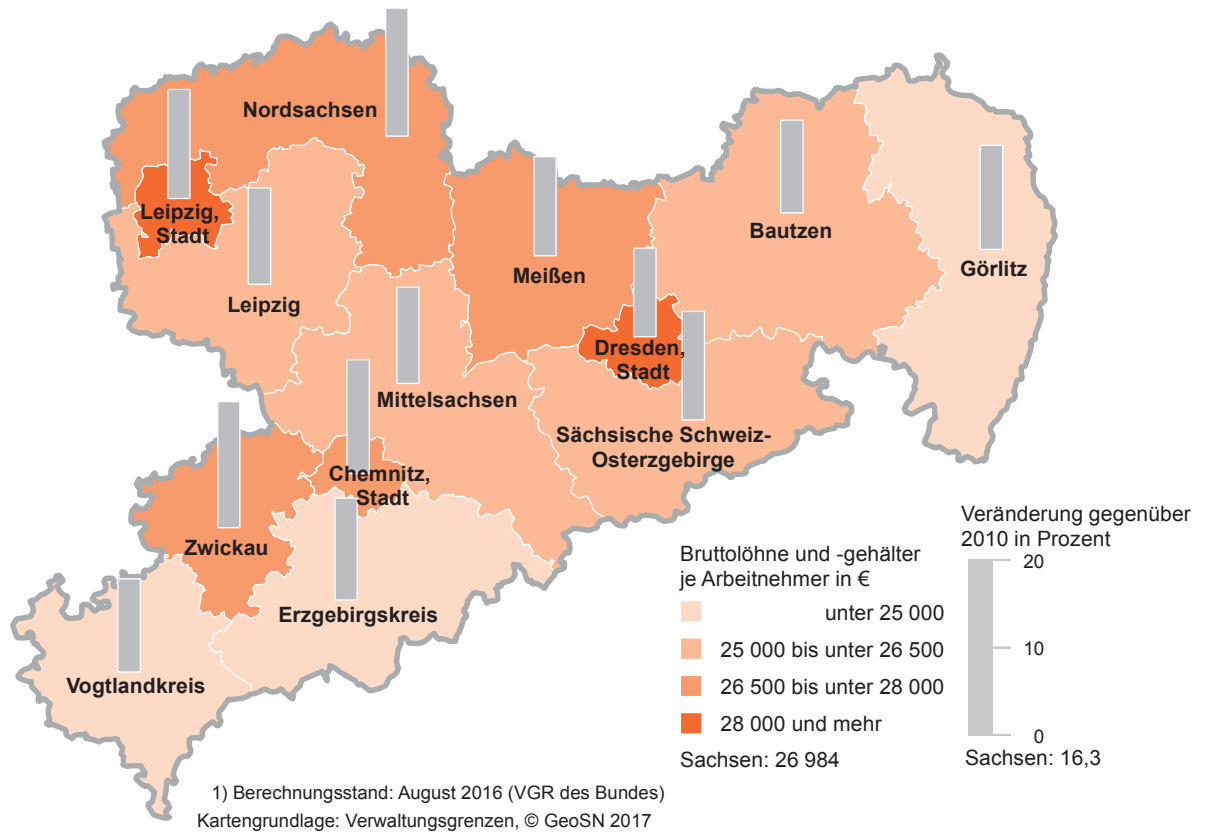 Nordsachsen
Leipzig,
Stadt
Leipzig
Meißen
Bautzen
Görlitz
Dresden,
Stadt
Mittelsachsen
Sächsische Schweiz-
Osterzgebirge
Chemnitz,
Stadt
Zwickau
Erzgebirgskreis
Vogtlandkreis
Bruttolöhne und -gehälter
je Arbeitnehmer in €
unter 25 000
25 000 bis unter 26 500
26 500 bis unter 28 000
28 000 und mehr
Sachsen: 26 984
Veränderung gegenüber
2010 in Prozent
20
10
0
Sachsen: 16,3
1) Berechnungsstand: August 2016 (VGR des Bundes)
Kartengrundlage: Verwaltungsgrenzen, © GeoSN 2017